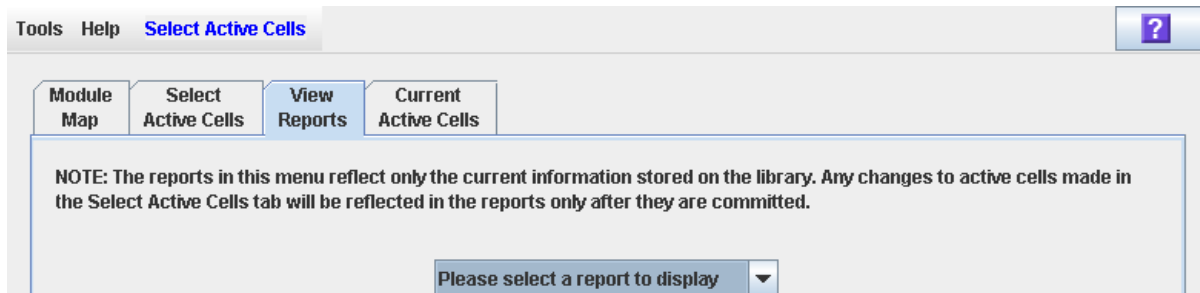 Tools Help Select Active Cells ?
Module Map Select Active Cells View Reports Current Active Cells
NOTE: The reports in this menu reflect only the current information stored on the library. Any changes to active cells made in
the Select Active Cells tab will be reflected in the reports only after they are committed.
Please select a report to display